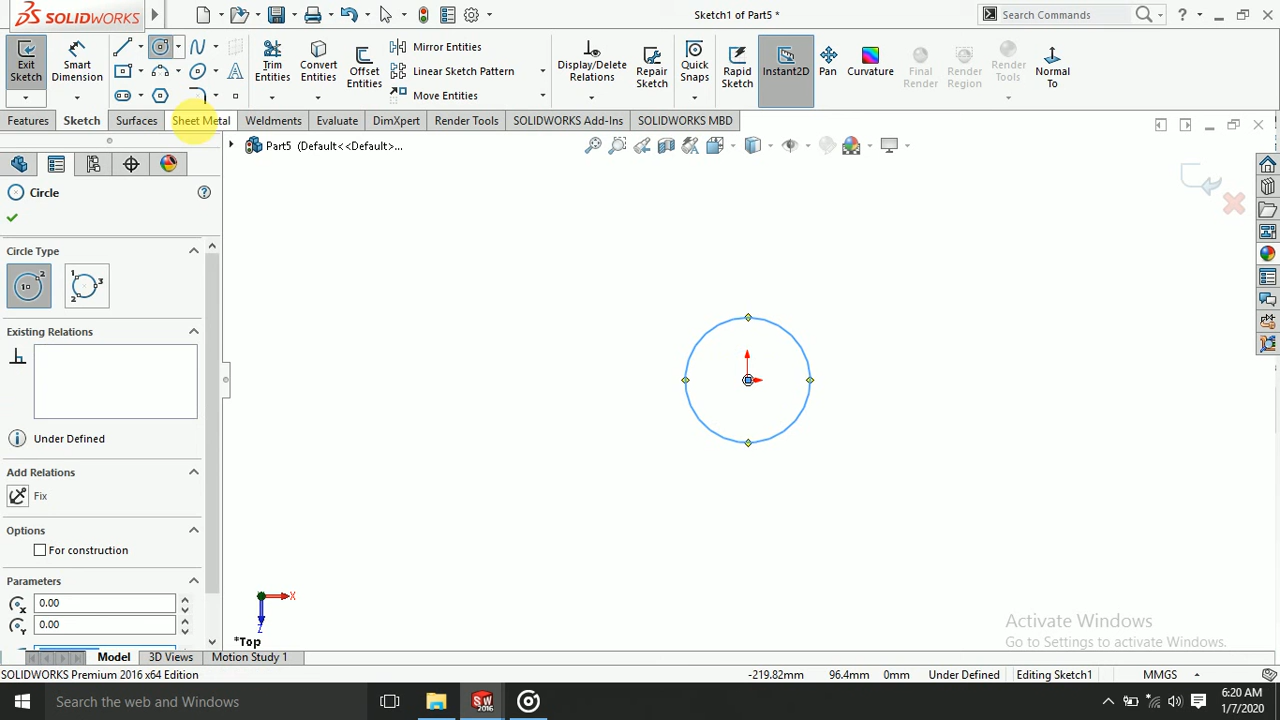 SOLIDWORKS
Sketch1 of Part5 *
Search Commands
Exit Sketch
Smart Dimension
Trim Entities
Convert Entities
Offset Entities
Mirror Entities
Linear Sketch Pattern
Move Entities
Display/Delete Relations
Repair Sketch
Quick Snaps
Rapid Sketch
Instant2D
Pan
Curvature
Final Render
Render Region
Render Tools
Normal To
Features
Sketch
Surfaces
Sheet Metal
Weldments
Evaluate
DimXpert
Render Tools
SOLIDWORKS Add-Ins
SOLIDWORKS MBD
Part5 (Default<<Default>...
Circle
Circle Type
Existing Relations
Under Defined
Add Relations
Fix
Options
For construction
Parameters
0.00
0.00
X
Z
*Top
Activate Windows
Go to Settings to activate Windows.
Model
3D Views
Motion Study 1
SOLIDWORKS Premium 2016 x64 Edition
-219.82mm
96.4mm
0mm
Under Defined
Editing Sketch1
MMGS
Search the web and Windows
6:20 AM
1/7/2020